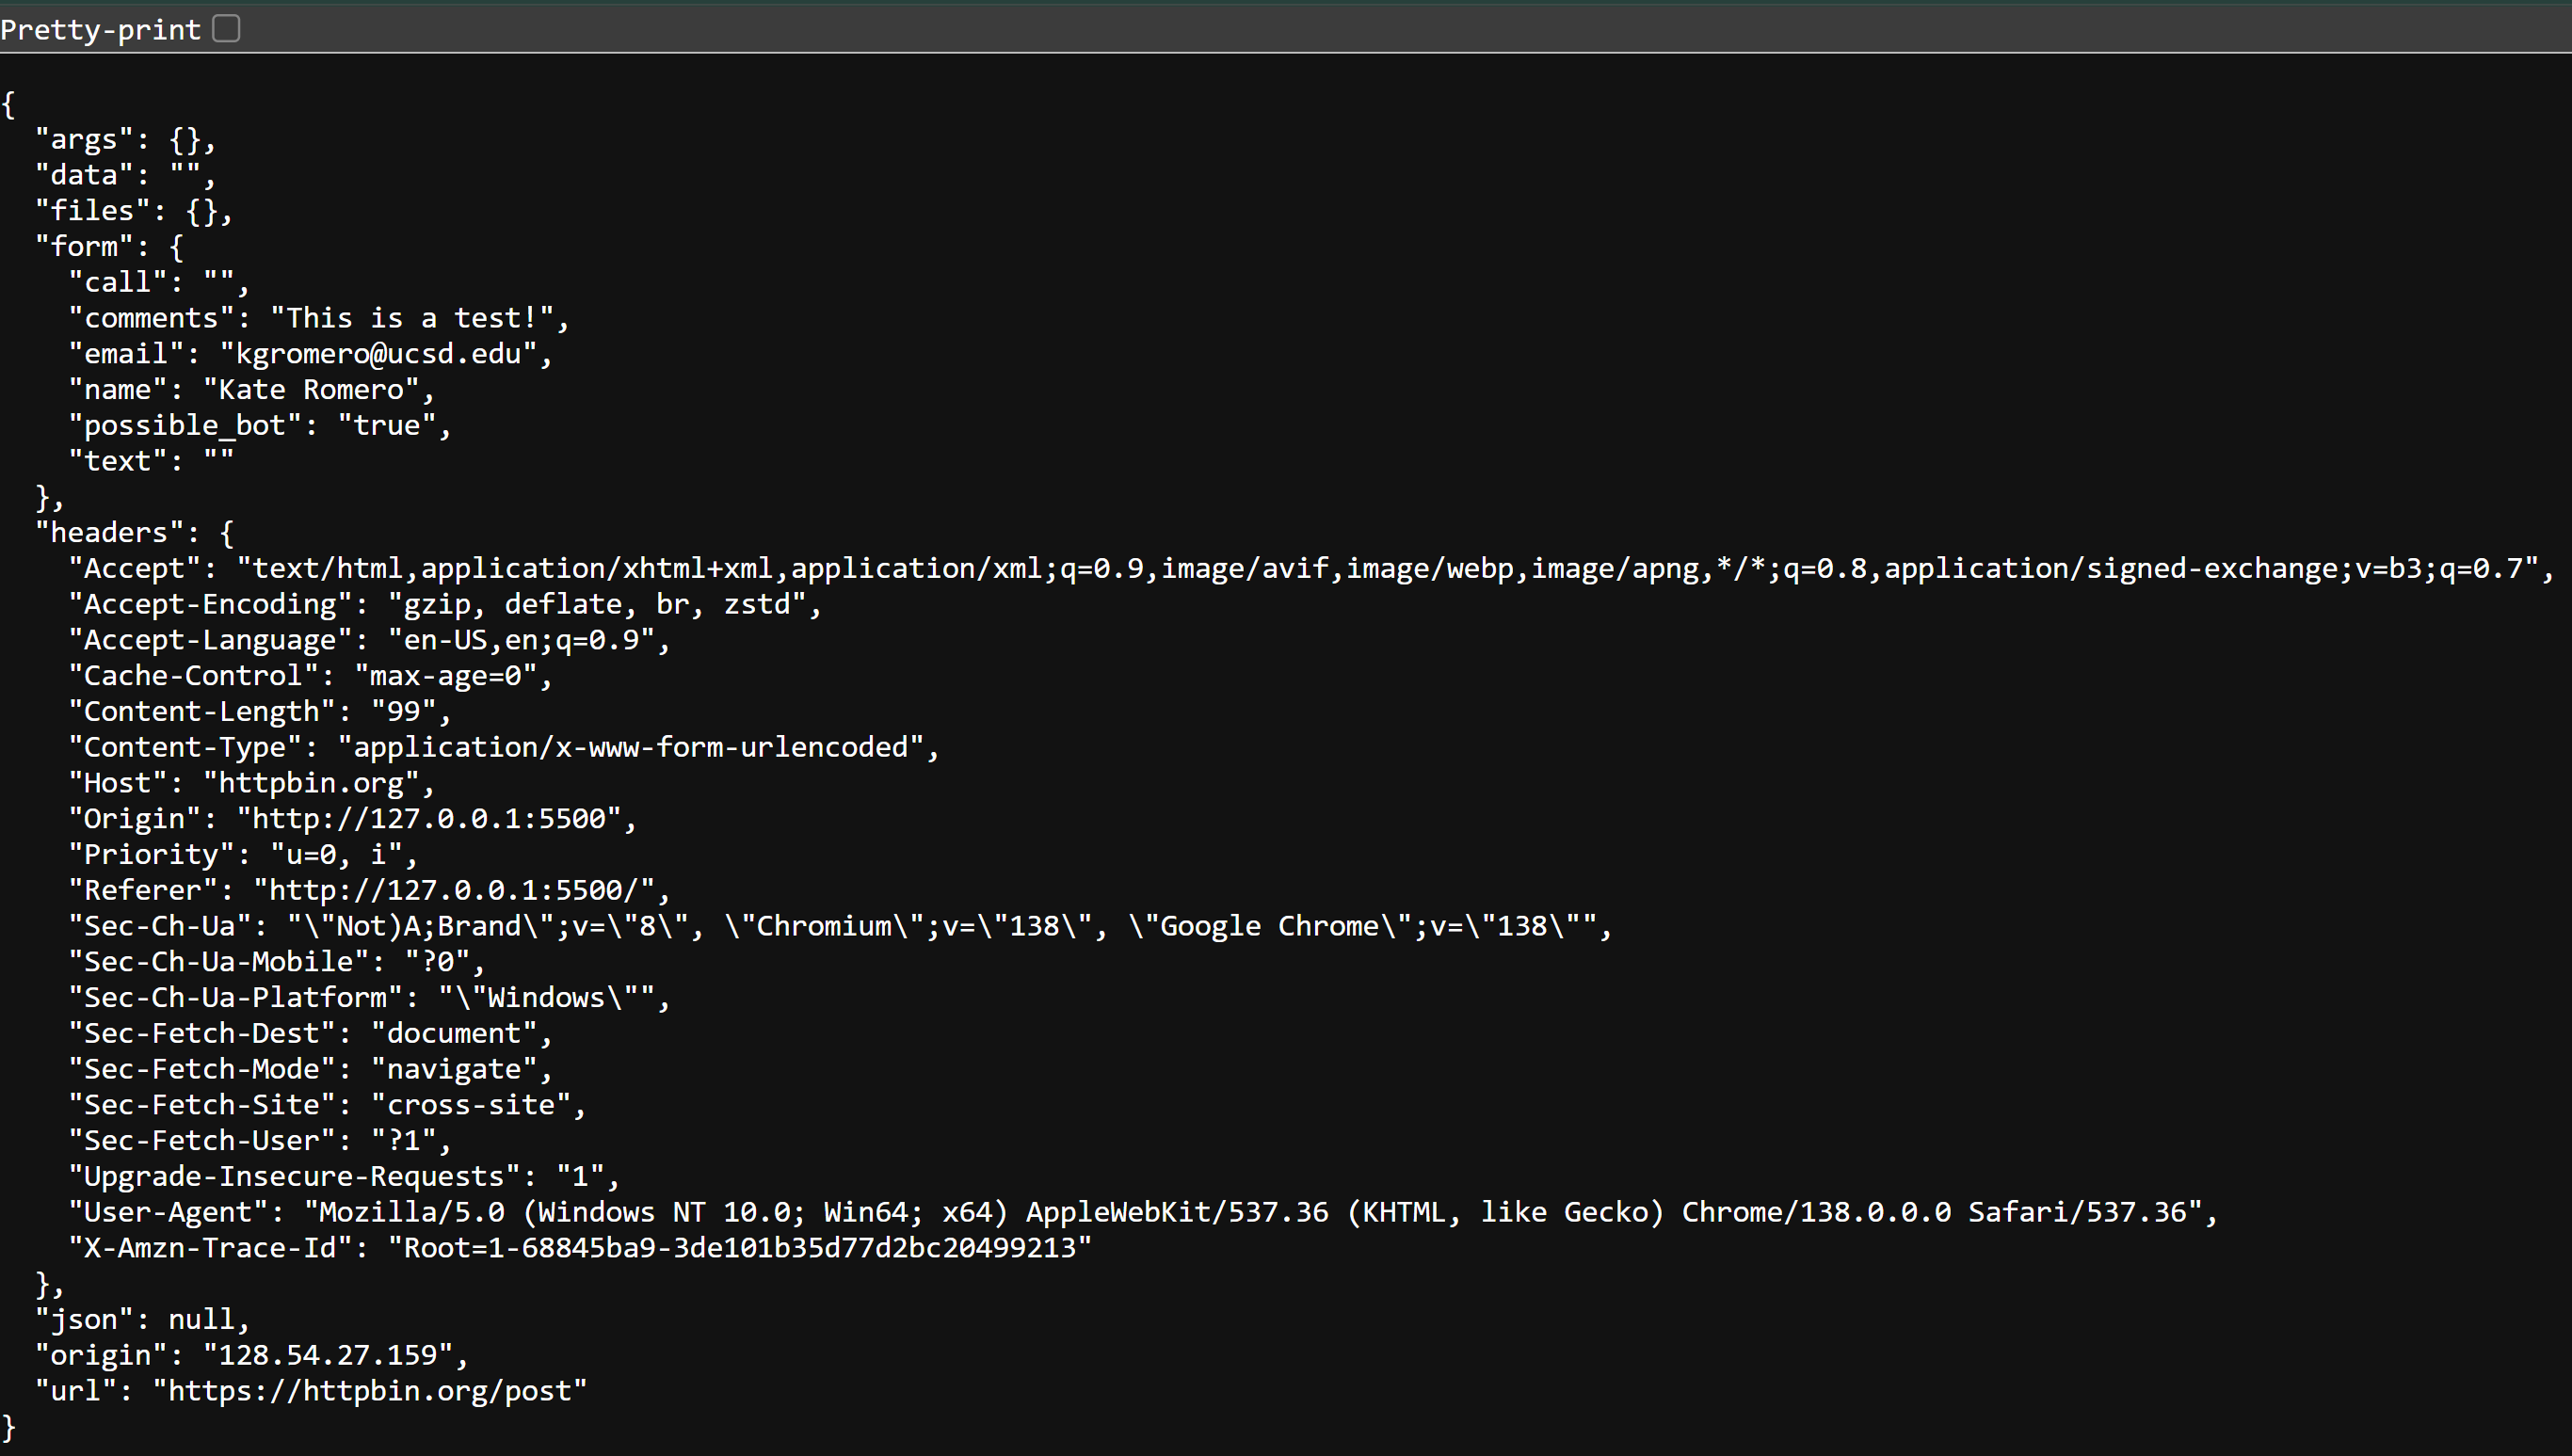 Pretty-print
{
  "args": {},
  "data": "",
  "files": {},
  "form": {
    "call": "",
    "comments": "This is a test!",
    "email": "kgromero@ucsd.edu",
    "name": "Kate Romero",
    "possible_bot": "true",
    "text": ""
  },
  "headers": {
    "Accept": "text/html,application/xhtml+xml,application/xml;q=0.9,image/avif,image/webp,image/apng,*/*;q=0.8,application/signed-exchange;v=b3;q=0.7",
    "Accept-Encoding": "gzip, deflate, br, zstd",
    "Accept-Language": "en-US,en;q=0.9",
    "Cache-Control": "max-age=0",
    "Content-Length": "99",
    "Content-Type": "application/x-www-form-urlencoded",
    "Host": "httpbin.org",
    "Origin": "http://127.0.0.1:5500",
    "Priority": "u=0, i",
    "Referer": "http://127.0.0.1:5500/",
    "Sec-Ch-Ua": "\"Not)A;Brand\";v=\"8\", \"Chromium\";v=\"138\", \"Google Chrome\";v=\"138\"",
    "Sec-Ch-Ua-Mobile": "?0",
    "Sec-Ch-Ua-Platform": "\"Windows\"",
    "Sec-Fetch-Dest": "document",
    "Sec-Fetch-Mode": "navigate",
    "Sec-Fetch-Site": "cross-site",
    "Sec-Fetch-User": "?1",
    "Upgrade-Insecure-Requests": "1",
    "User-Agent": "Mozilla/5.0 (Windows NT 10.0; Win64; x64) AppleWebKit/537.36 (KHTML, like Gecko) Chrome/138.0.0.0 Safari/537.36",
    "X-Amzn-Trace-Id": "Root=1-68845ba9-3de101b35d77d2bc20499213"
  },
  "json": null,
  "origin": "128.54.27.159",
  "url": "https://httpbin.org/post"
}